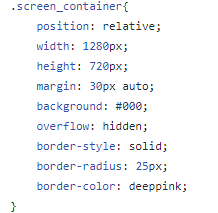 .screen_container{
position: relative;
width: 1280px;
height: 720px;
margin: 30px auto;
background: #000;
overflow: hidden;
border-style: solid;
border-radius: 25px;
border-color: deeppink;
}